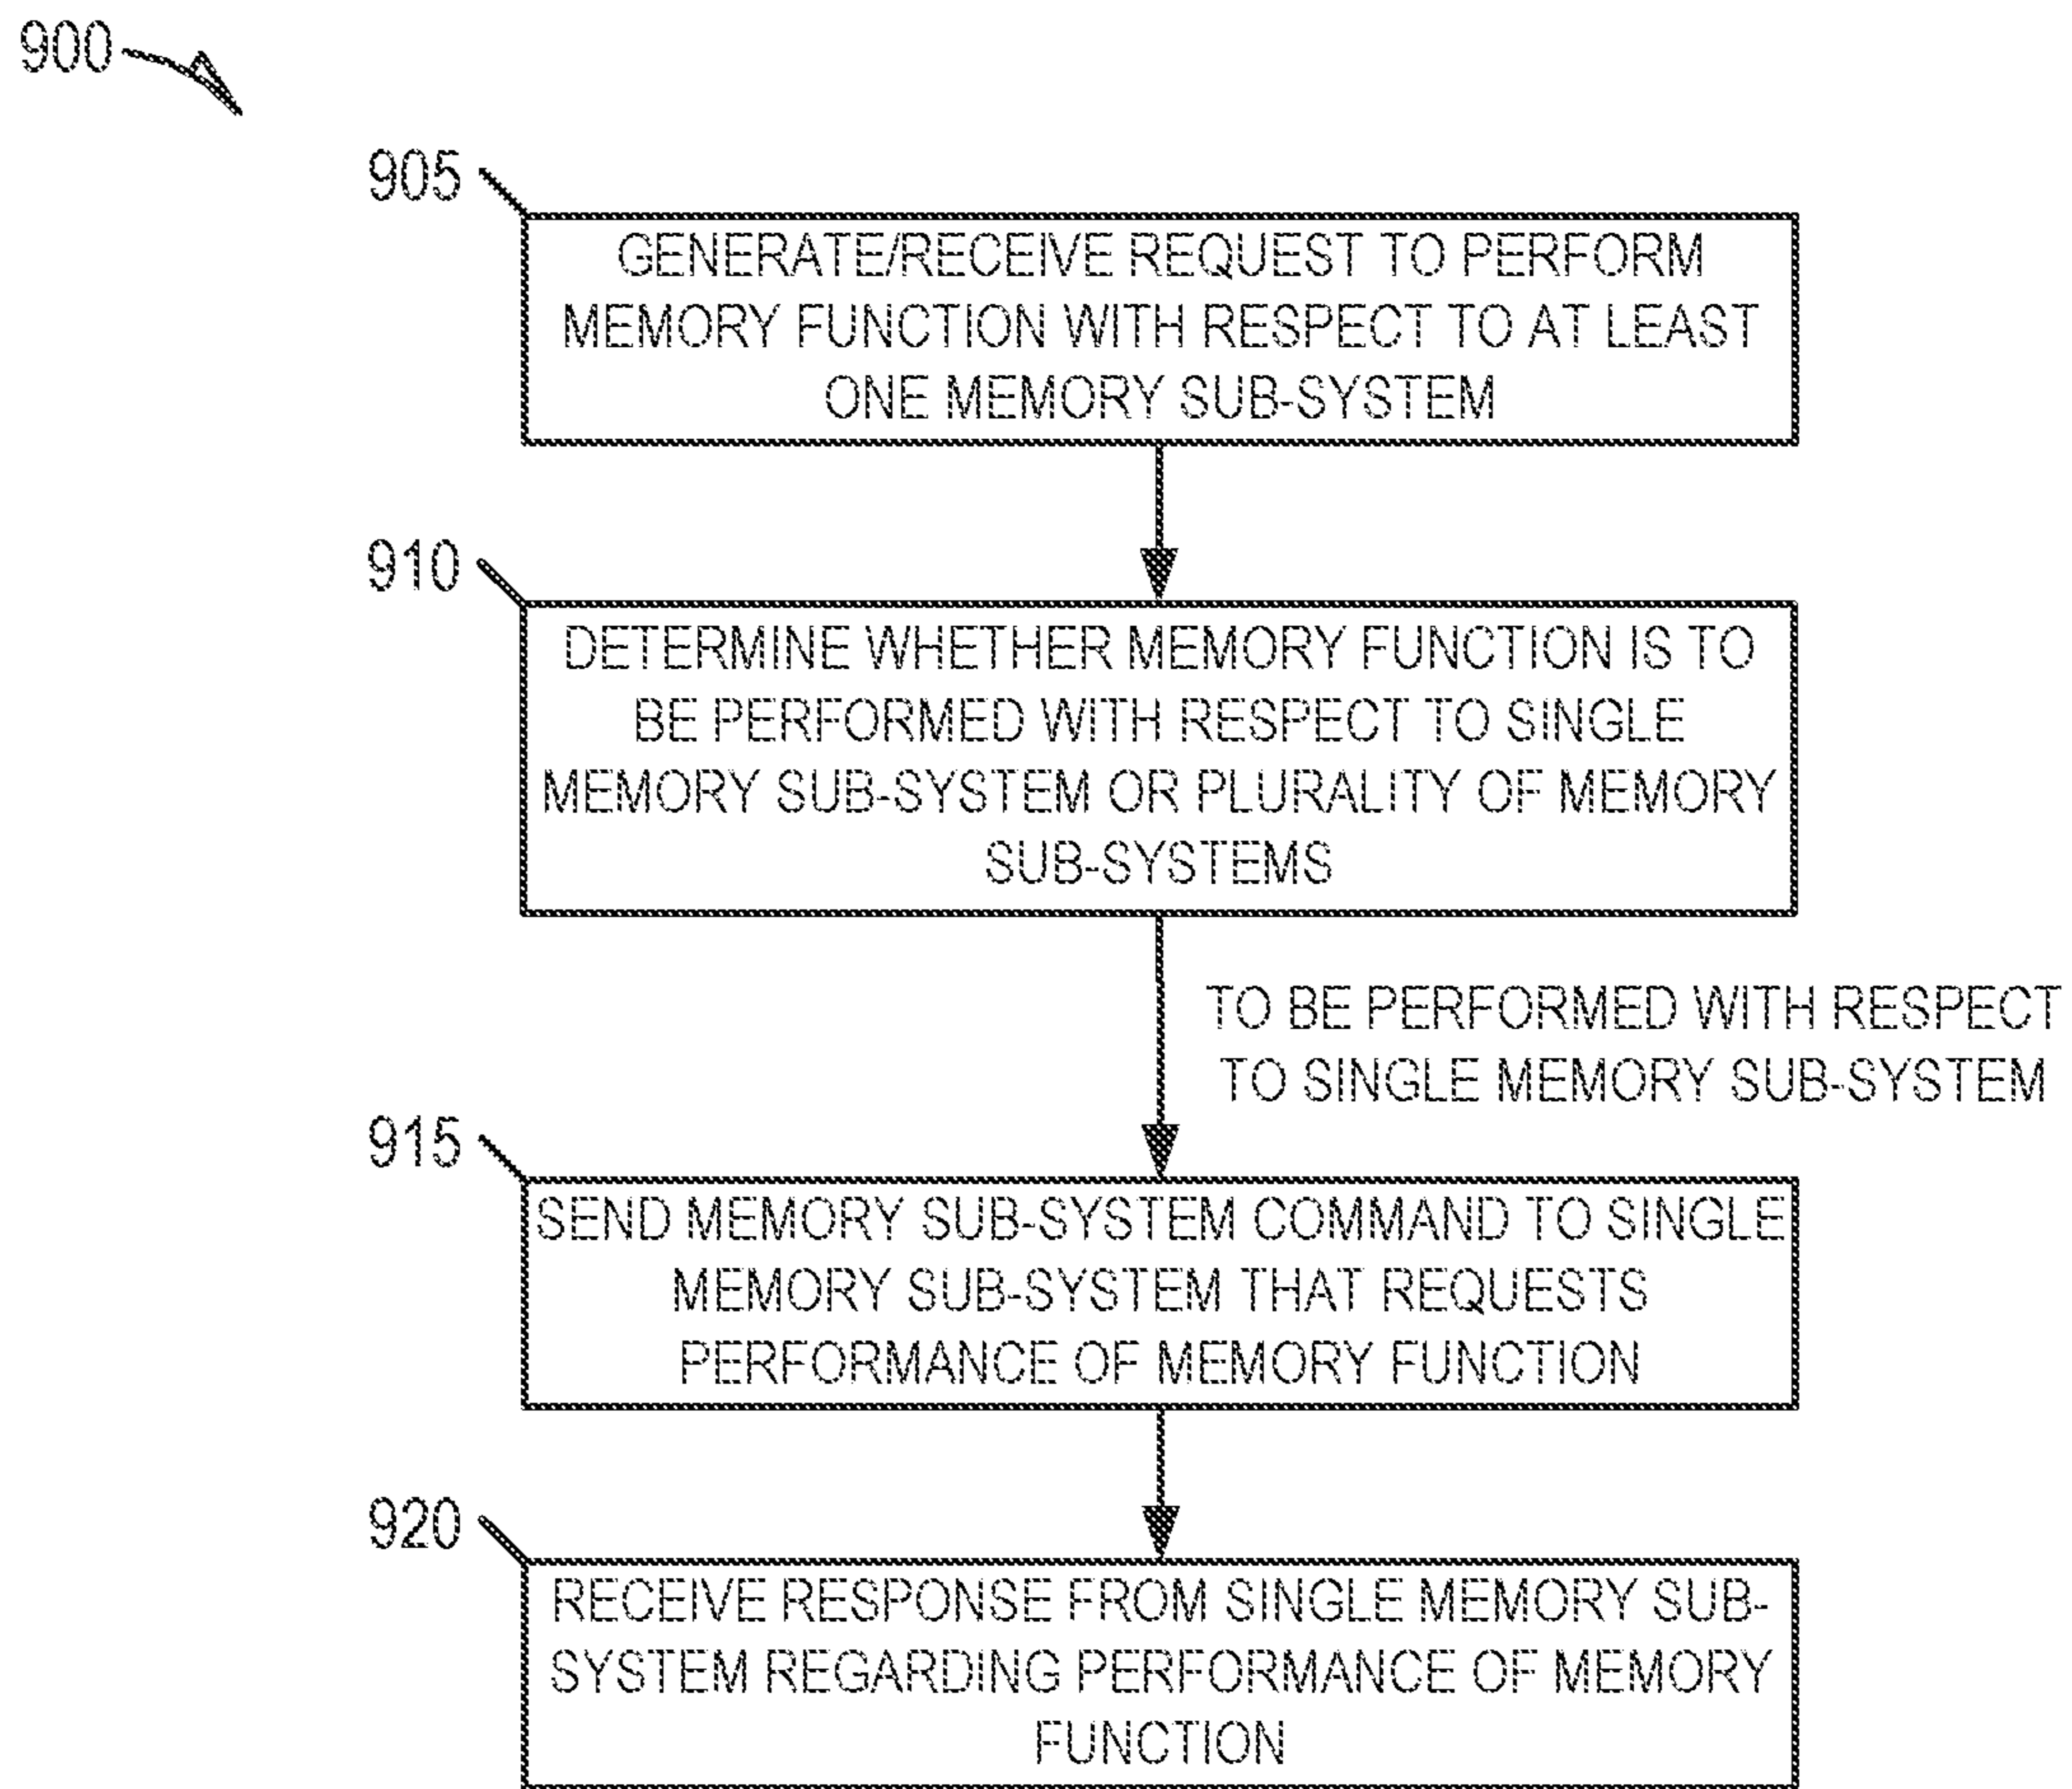 900
905
GENERATE/RECEIVE REQUEST TO PERFORM
MEMORY FUNCTION WITH RESPECT TO AT LEAST
ONE MEMORY SUB-SYSTEM
910
DETERMINE WHETHER MEMORY FUNCTION IS TO
BE PERFORMED WITH RESPECT TO SINGLE
MEMORY SUB-SYSTEM OR PLURALITY OF MEMORY
SUB-SYSTEMS
TO BE PERFORMED WITH RESPECT
TO SINGLE MEMORY SUB-SYSTEM
915
SEND MEMORY SUB-SYSTEM COMMAND TO SINGLE
MEMORY SUB-SYSTEM THAT REQUESTS
PERFORMANCE OF MEMORY FUNCTION
920
RECEIVE RESPONSE FROM SINGLE MEMORY SUB-
SYSTEM REGARDING PERFORMANCE OF MEMORY
FUNCTION